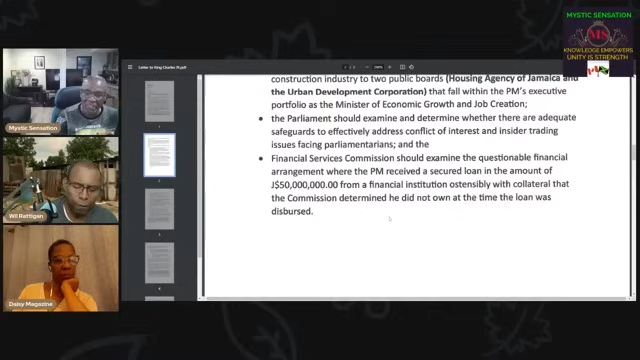 MYSTIC SENSATION
MS
KNOWLEDGE EMPOWERS
UNITY IS STRENGTH
Letter to King Charles III.pdf
construction industry to two public boards (Housing Agency of Jamaica and
the Urban Development Corporation) that fall within the PM's executive
portfolio as the Minister of Economic Growth and Job Creation;
• the Parliament should examine and determine whether there are adequate
safeguards to effectively address conflict of interest and insider trading
issues facing parliamentarians; and the
• Financial Services Commission should examine the questionable financial
arrangement where the PM received a secured loan in the amount of
J$50,000,000.00 from a financial institution ostensibly with collateral that
the Commission determined he did not own at the time the loan was
disbursed.
Mystic Sensation
Wil Rattigan
Daisy Magazine
2
3
4